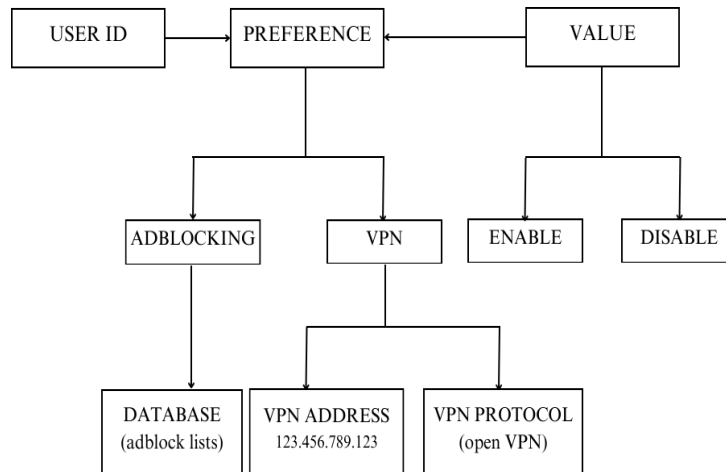 USER ID
PREFERENCE
VALUE
ADBLOCKING
VPN
ENABLE
DISABLE
DATABASE
(adblock lists)
VPN ADDRESS
123.456.789.123
VPN PROTOCOL
(open VPN)